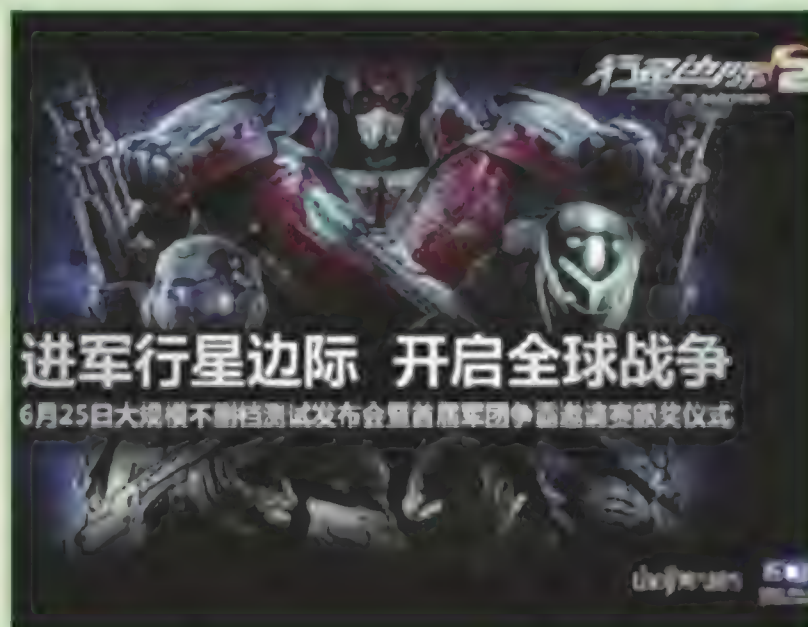 行星边际 2
进军行星边际 开启全球战争
6月25日大规模不删档测试发布会暨首届军团争霸邀请赛颁奖仪式